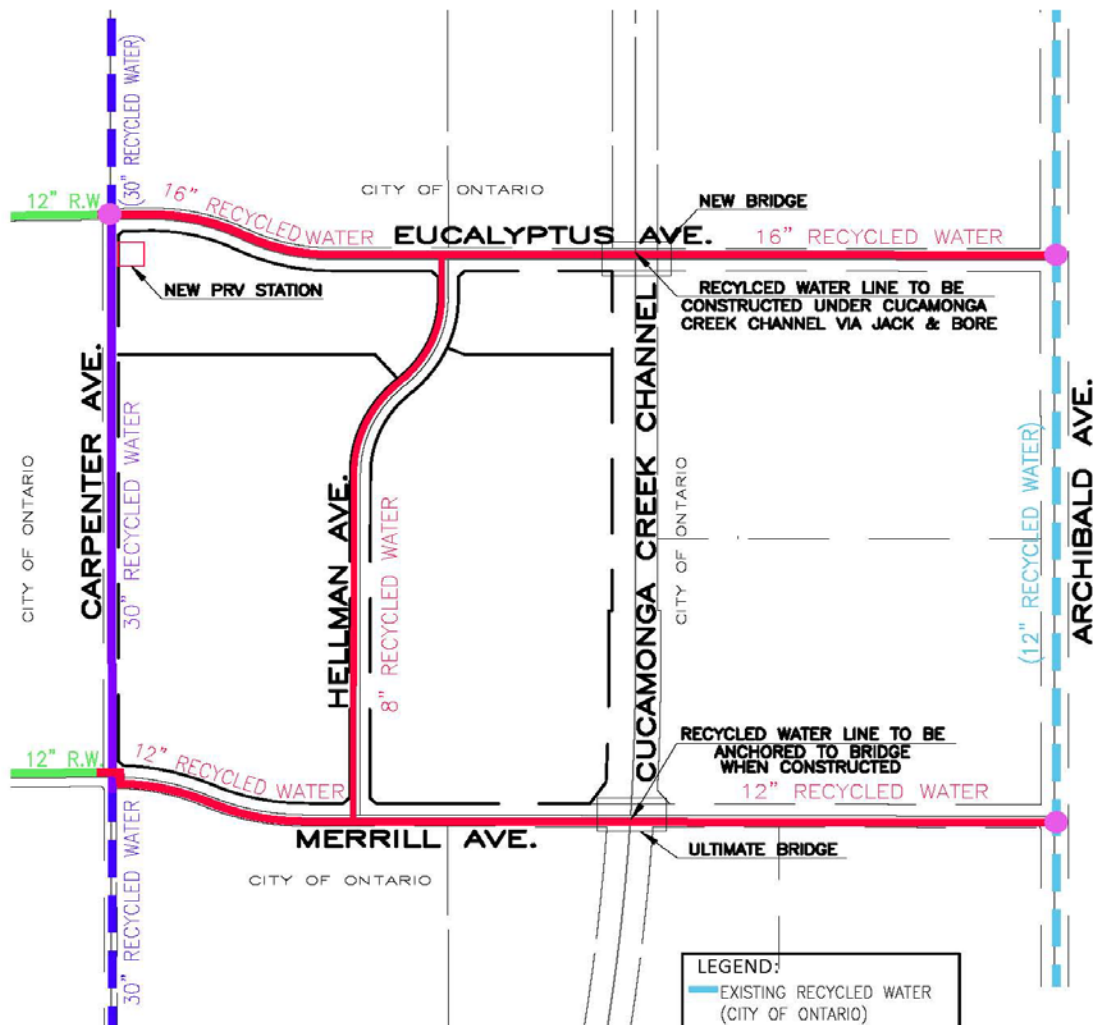 (30" RECYCLED WATER)
12" R.W.
16" RECYCLED WATER
CITY OF ONTARIO
NEW BRIDGE
EUCALYPTUS AVE.
16" RECYCLED WATER
NEW PRV STATION
RECYLCED WATER LINE TO BE
CONSTRUCTED UNDER CUCAMONGA
CREEK CHANNEL VIA JACK & BORE
CITY OF ONTARIO
CARPENTER AVE.
30" RECYCLED WATER
HELLMAN AVE.
8" RECYCLED WATER
CUCAMONGA CREEK CHANNEL
CITY OF ONTARIO
(12" RECYCLED WATER)
ARCHIBALD AVE.
12" R.W.
12" RECYCLED WATER
RECYCLED WATER LINE TO BE
ANCHORED TO BRIDGE
WHEN CONSTRUCTED
12" RECYCLED WATER
MERRILL AVE.
ULTIMATE BRIDGE
CITY OF ONTARIO
30" RECYCLED WATER
LEGEND:
EXISTING RECYCLED WATER
(CITY OF ONTARIO)